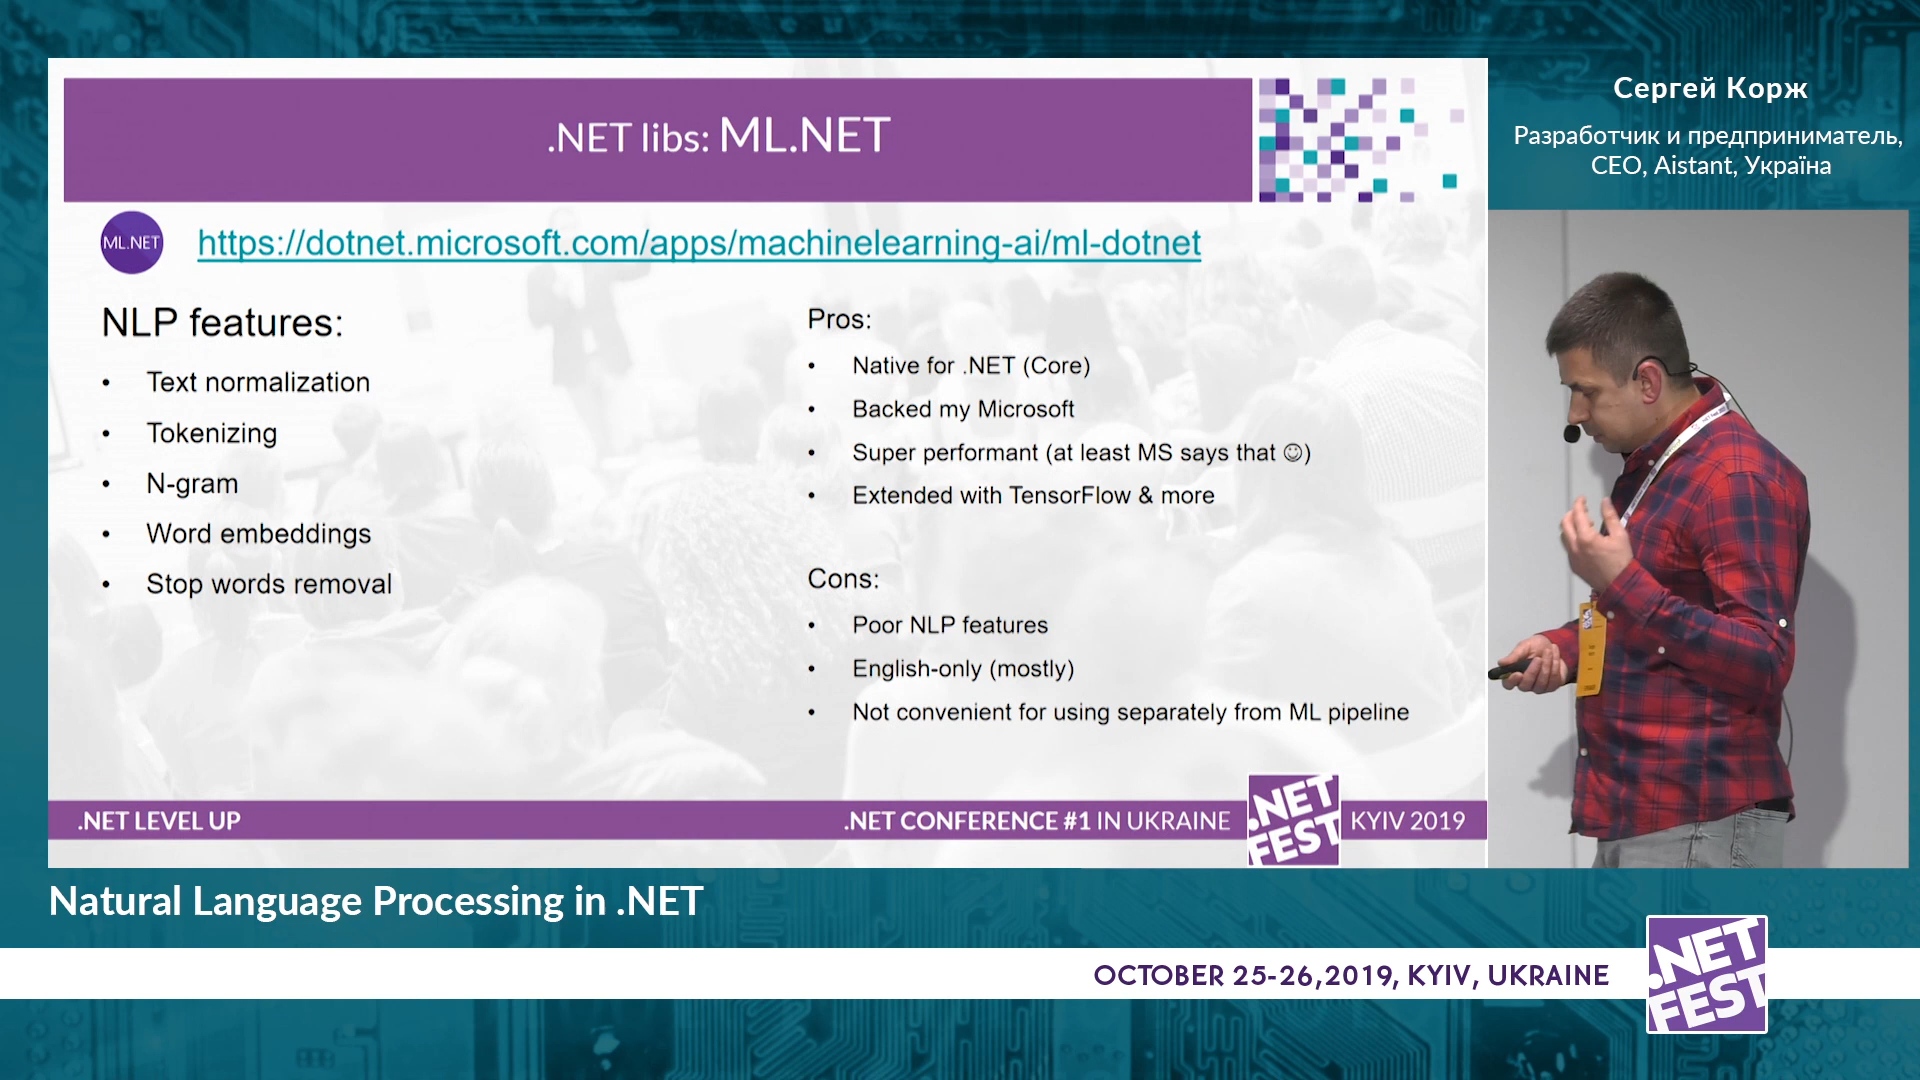 .NET libs: ML.NET
ML.NET
https://dotnet.microsoft.com/apps/machinelearning-ai/ml-dotnet
NLP features:
• Text normalization
• Tokenizing
• N-gram
• Word embeddings
• Stop words removal
Pros:
• Native for .NET (Core)
• Backed my Microsoft
• Super performant (at least MS says that ☺)
• Extended with TensorFlow & more
Cons:
• Poor NLP features
• English-only (mostly)
• Not convenient for using separately from ML pipeline
.NET LEVEL UP
.NET CONFERENCE #1 IN UKRAINE
.NET
FEST
KYIV 2019
Сергей Корж
Разработчик и предприниматель,
CEO, Aistant, Україна
Natural Language Processing in .NET
OCTOBER 25-26,2019, KYIV, UKRAINE
.NET
FEST